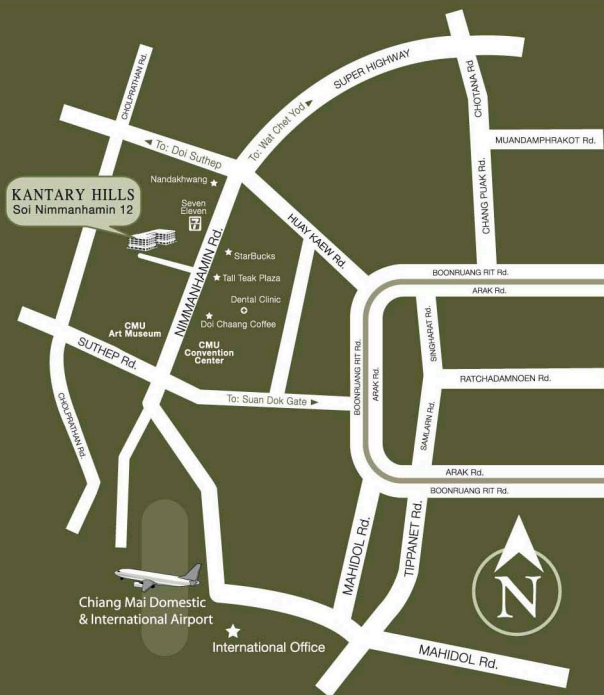 CHOLPRATHAN Rd.
SUPER HIGHWAY
CHOTANA Rd
To: Wat Chet Yod ▶
MUANDAMPHRAKOT Rd.
◀ To: Doi Suthep
CHANG PUAK Rd.
Nandakhwang
KANTARY HILLS
Soi Nimmanhamin 12
Seven
Eleven
7
HUAY KAEW Rd.
NIMMANHAMIN Rd.
StarBucks
Tall Teak Plaza
Dental Clinic
Doi Chaang Coffee
BOONRUANG RIT Rd.
ARAK Rd.
SINGHARAT Rd.
CMU
Art Museum
CMU
Convention
Center
SUTHEP Rd.
BOONRUANG RIT Rd.
ARAK Rd.
RATCHADAMNOEN Rd.
To: Suan Dok Gate ▶
SAMLARN Rd.
CHOLPRATHAN Rd.
ARAK Rd.
BOONRUANG RIT Rd.
MAHIDOL Rd.
TIPPANET Rd.
N
Chiang Mai Domestic
& International Airport
International Office
MAHIDOL Rd.